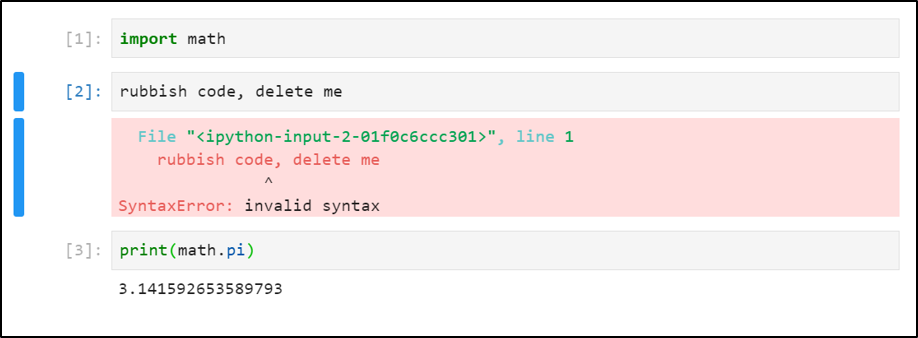 [1]: import math
[2]: rubbish code, delete me
File "<ipython-input-2-01f0c6ccc301>", line 1
rubbish code, delete me
^
SyntaxError: invalid syntax
[3]: print(math.pi)
3.141592653589793